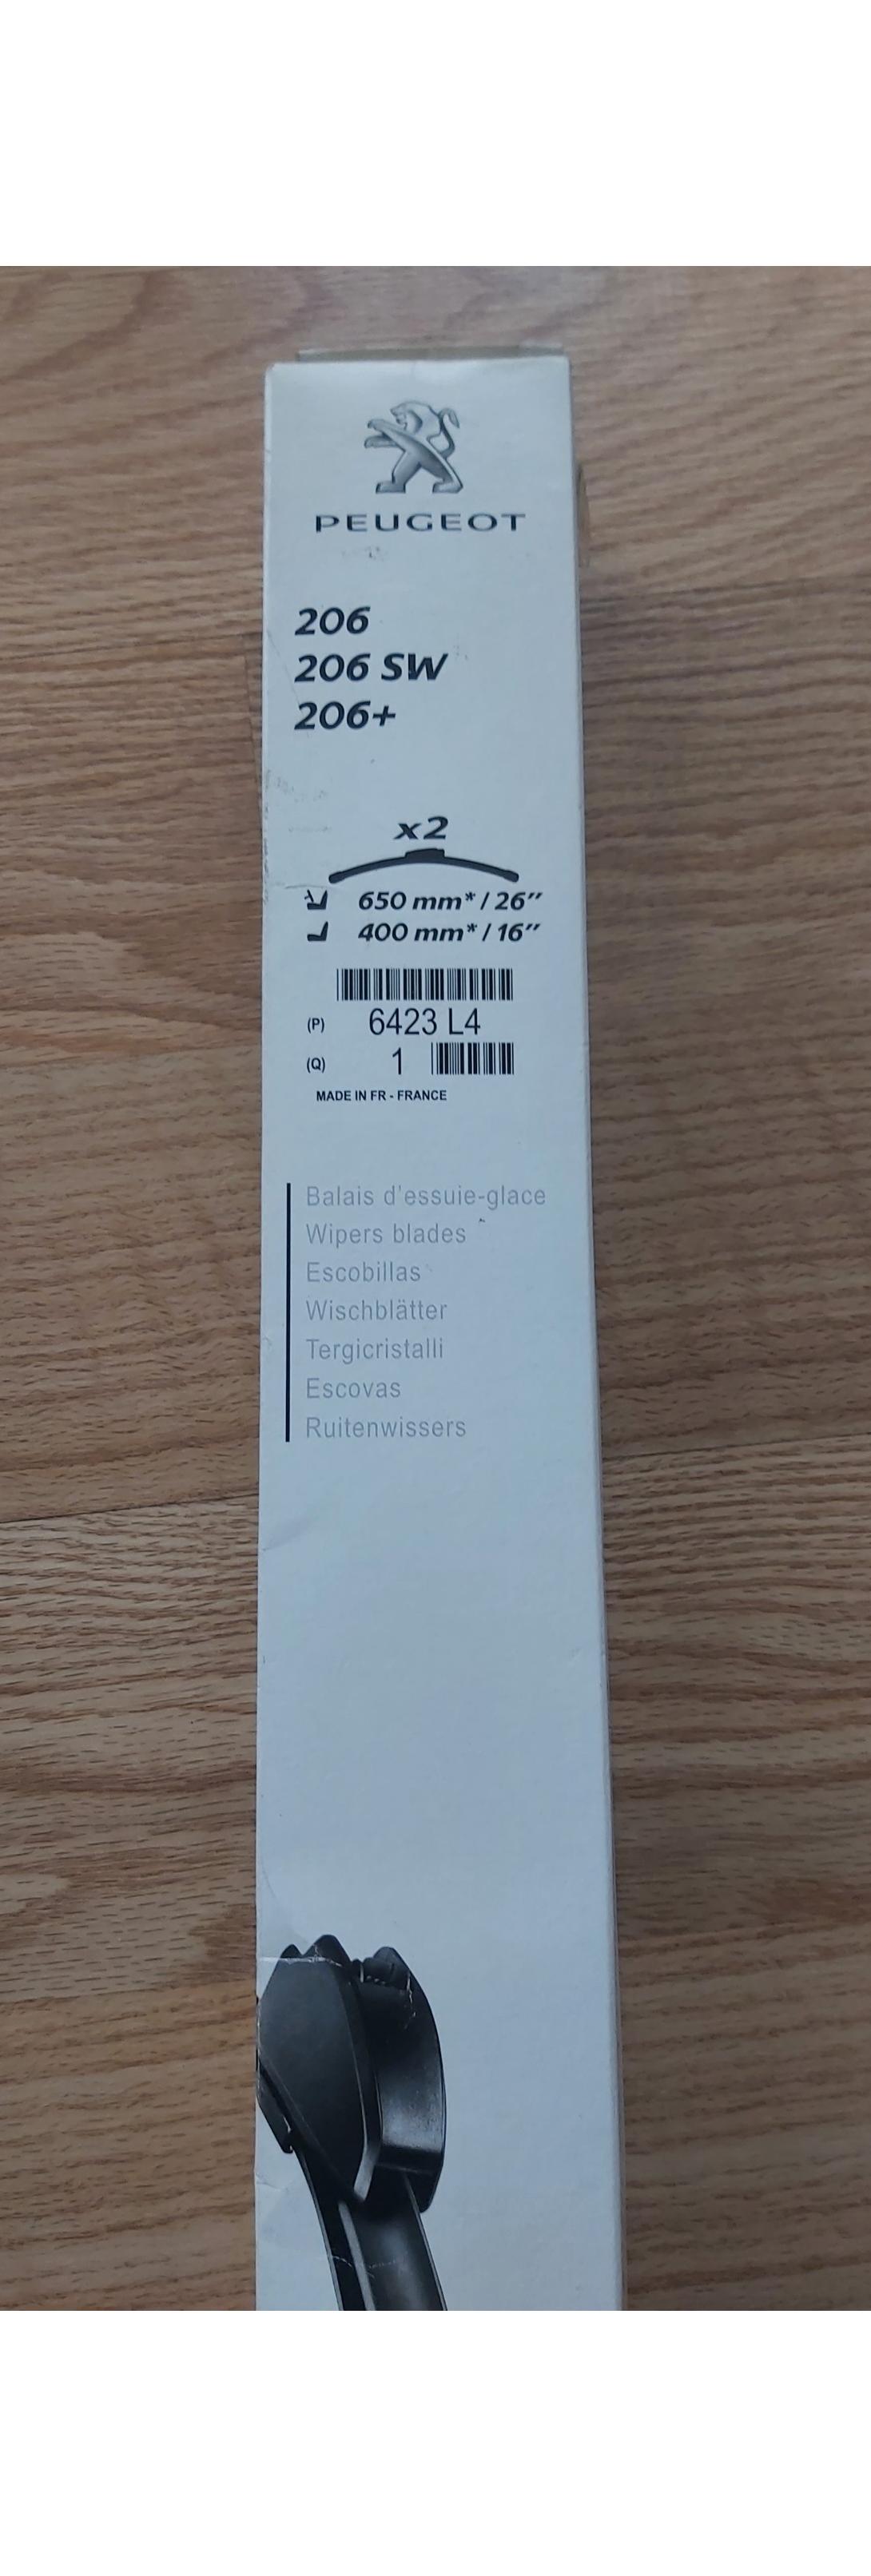 PEUGEOT
206
206 SW
206+
x2
650 mm* / 26"
400 mm* / 16"
(P) 6423 L4
(Q) 1
MADE IN FR - FRANCE
Balais d'essuie-glace
Wipers blades
Escobillas
Wischblätter
Tergicristalli
Escovas
Ruitenwissers